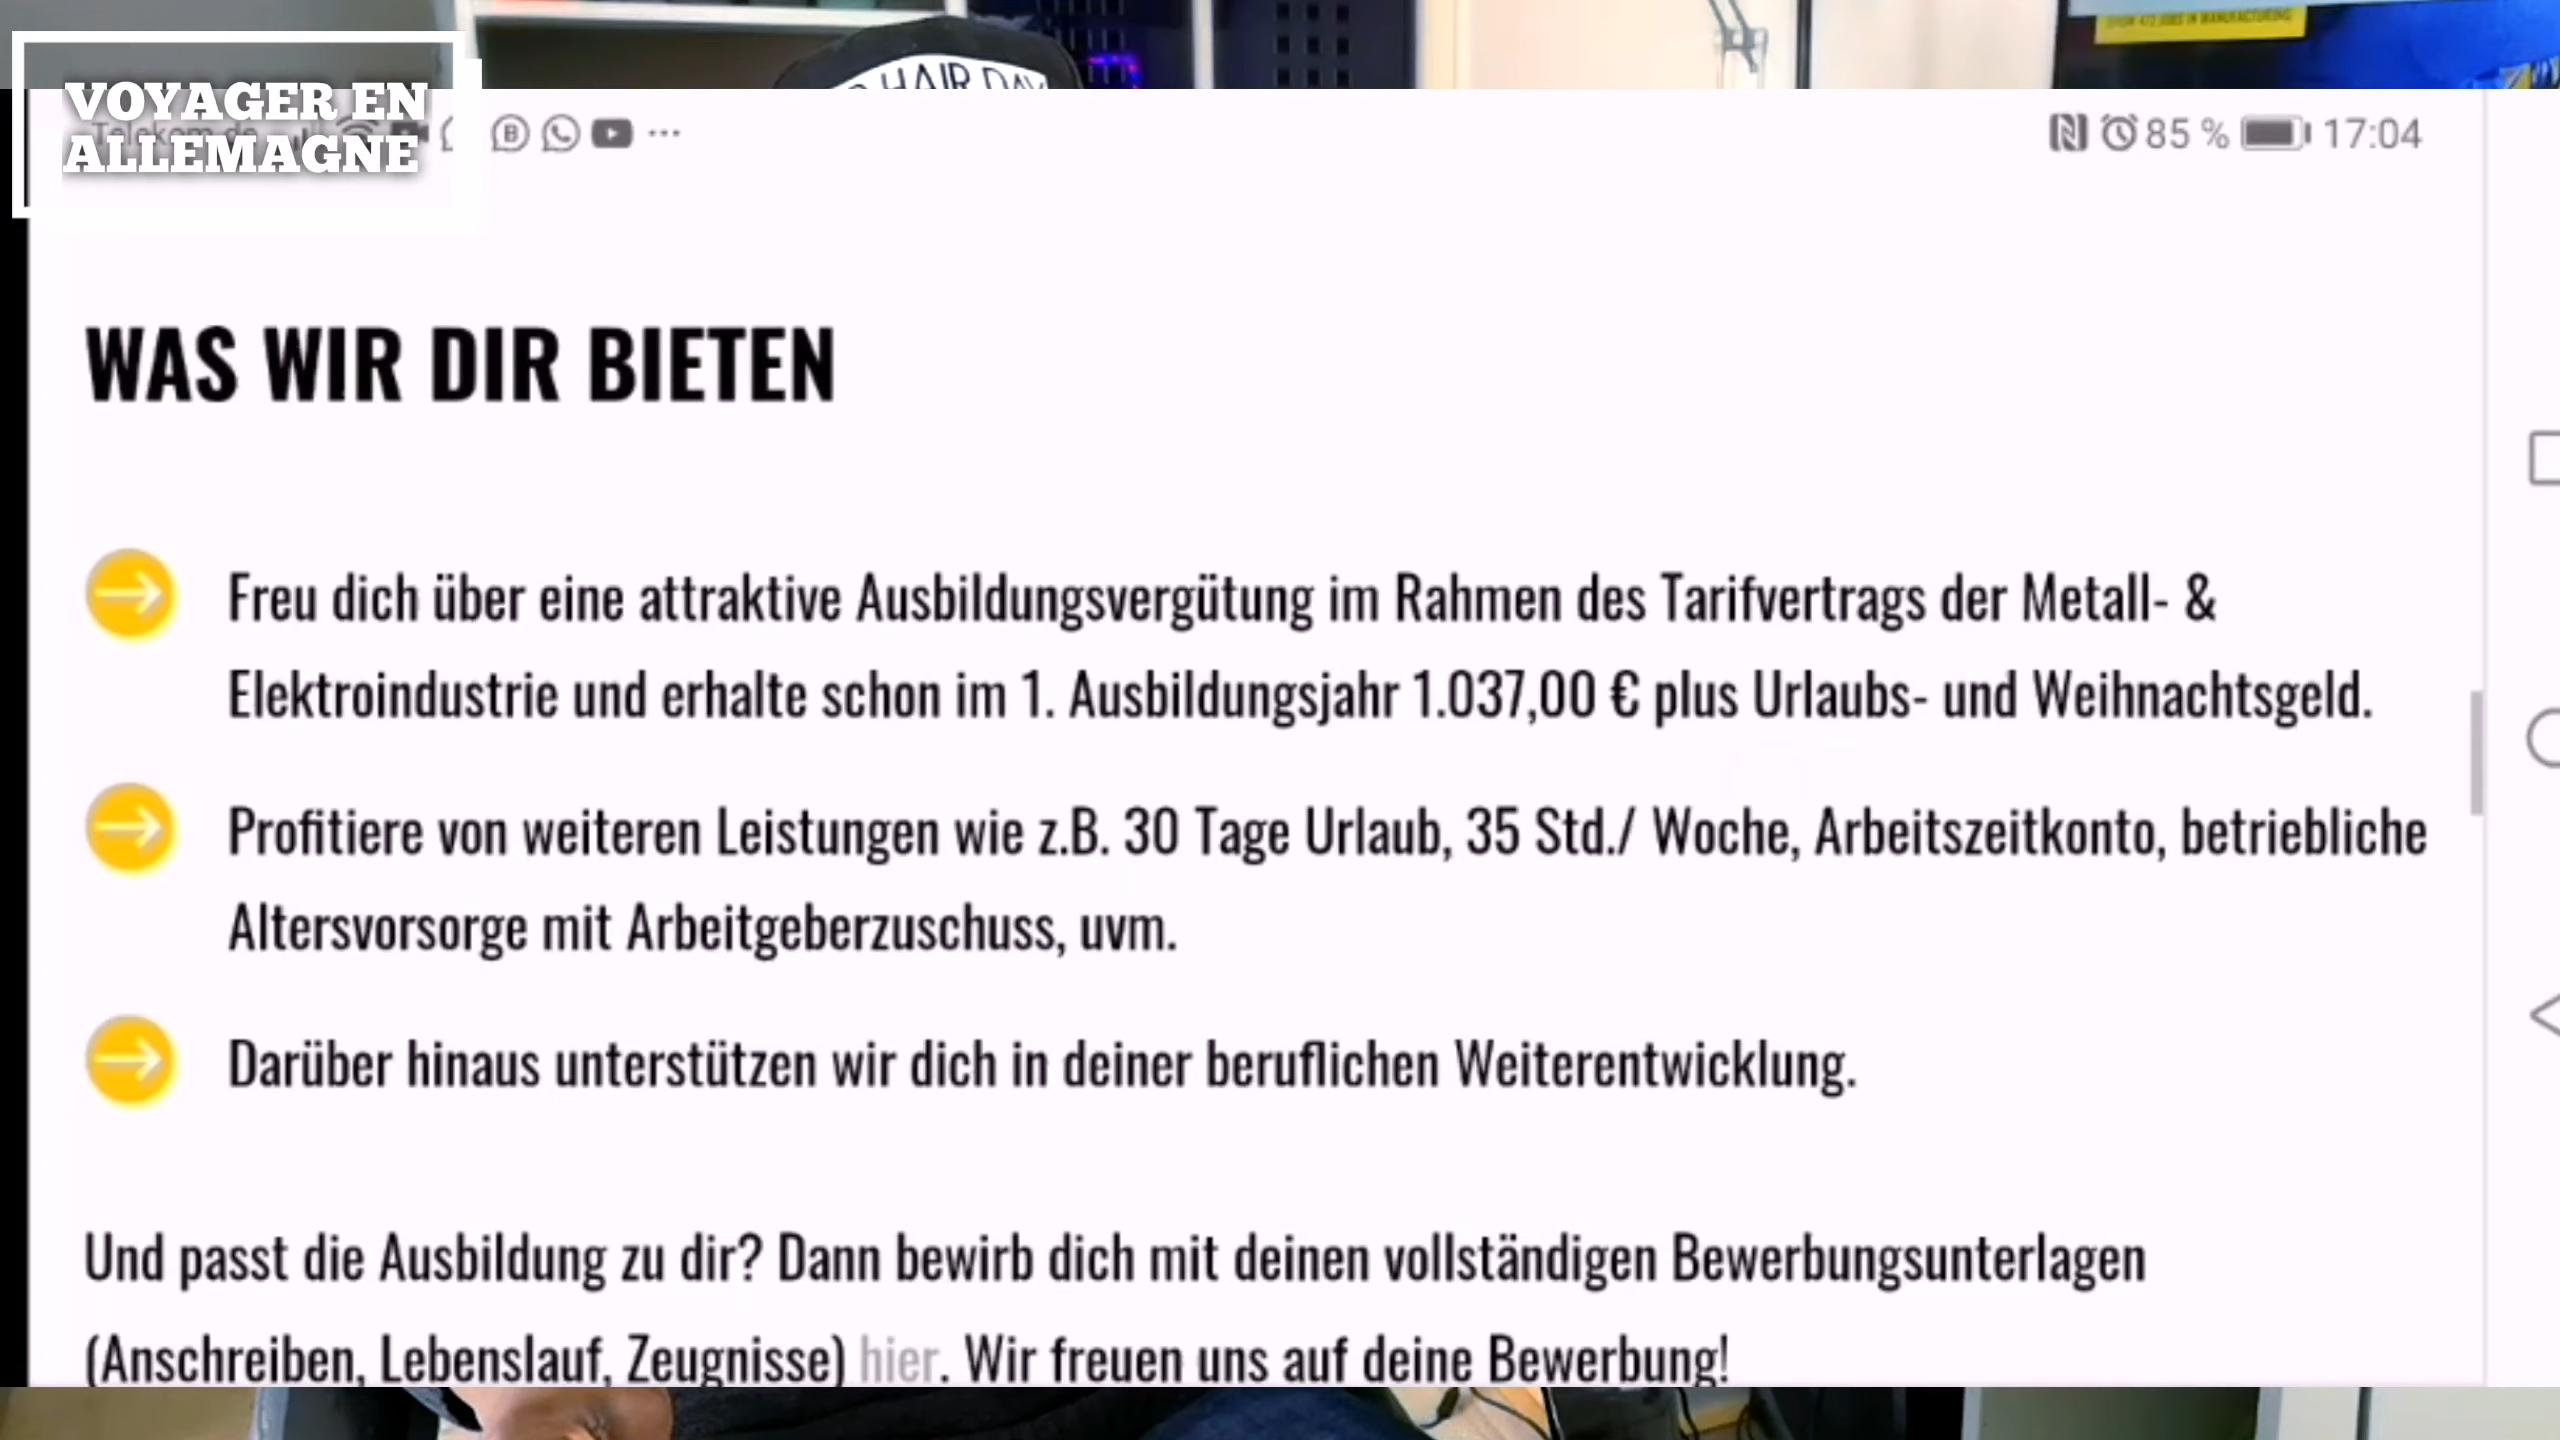 HAIR DAY
VOYAGER EN
ALLEMAGNE
Telekom.de
85 % 17:04
WAS WIR DIR BIETEN
Freu dich über eine attraktive Ausbildungsvergütung im Rahmen des Tarifvertrags der Metall- &
Elektroindustrie und erhalte schon im 1. Ausbildungsjahr 1.037,00 € plus Urlaubs- und Weihnachtsgeld.
Profitiere von weiteren Leistungen wie z.B. 30 Tage Urlaub, 35 Std./ Woche, Arbeitszeitkonto, betriebliche
Altersvorsorge mit Arbeitgeberzuschuss, uvm.
Darüber hinaus unterstützen wir dich in deiner beruflichen Weiterentwicklung.
Und passt die Ausbildung zu dir? Dann bewirb dich mit deinen vollständigen Bewerbungsunterlagen
(Anschreiben, Lebenslauf, Zeugnisse) hier. Wir freuen uns auf deine Bewerbung!